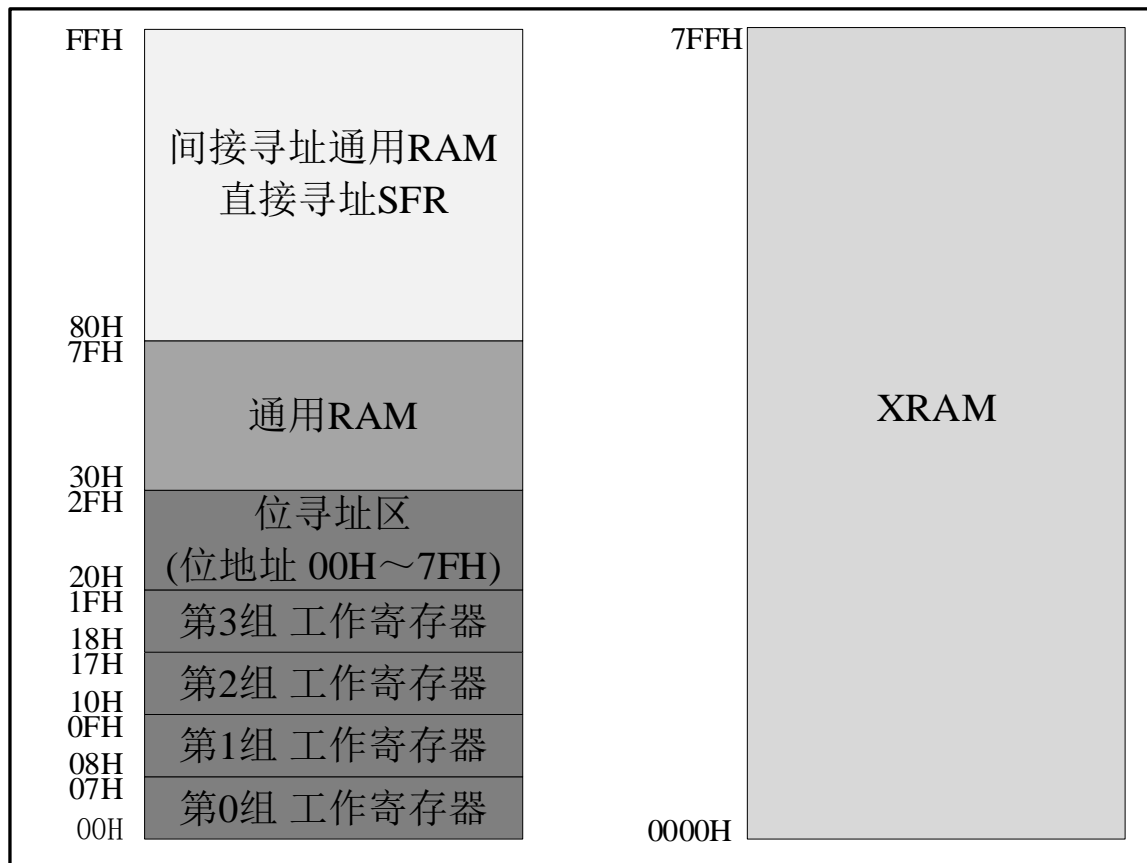 FFH
间接寻址通用RAM
直接寻址SFR
80H
7FH
通用RAM
30H
2FH
位寻址区
(位地址 00H～7FH)
20H
1FH
第3组 工作寄存器
18H
17H
第2组 工作寄存器
10H
0FH
第1组 工作寄存器
08H
07H
第0组 工作寄存器
00H
7FFH
XRAM
0000H